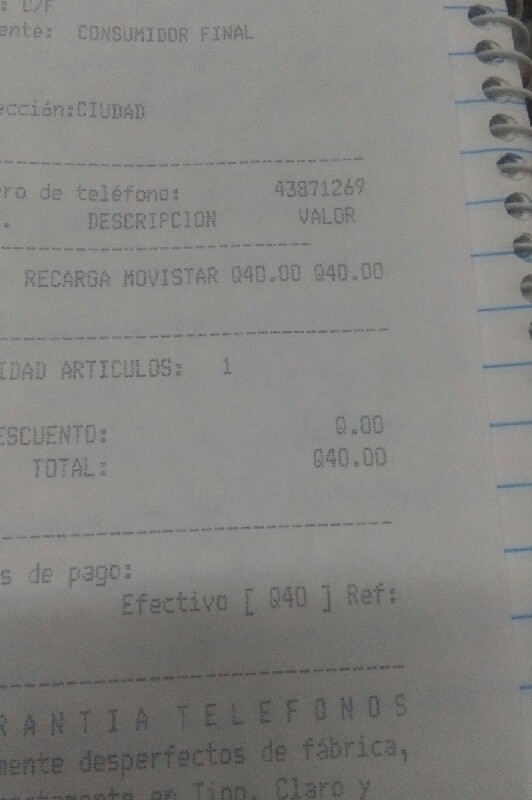 : C/F
ente: CONSUMIDOR FINAL
ección:CIUDAD
ro de teléfono: 43871269
. DESCRIPCION VALOR
RECARGA MOVISTAR Q40.00 Q40.00
IDAD ARTICULOS: 1
ESCUENTO: Q.00
TOTAL: Q40.00
s de pago:
Efectivo [ Q40 ] Ref:
RANTIA TELEFONOS
mente desperfectos de fábrica,
ctamente en Tigo, Claro y